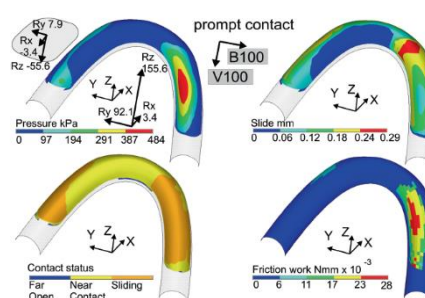 Ry 7.9
Rx
-3.4
Rz -55.6
Rz
155.6
prompt contact
B100
V100
Z
Y X
Ry 92.1
Rx
3.4
Pressure kPa
0 97 194 291 387 484
Z
Y X
Slide mm
0 0.06 0.12 0.18 0.24 0.29
Z
Y X
Contact status
Far Near Sliding
Open Contact
Z
Y X
Friction work Nmm x 10 -3
0 6 11 17 23 28